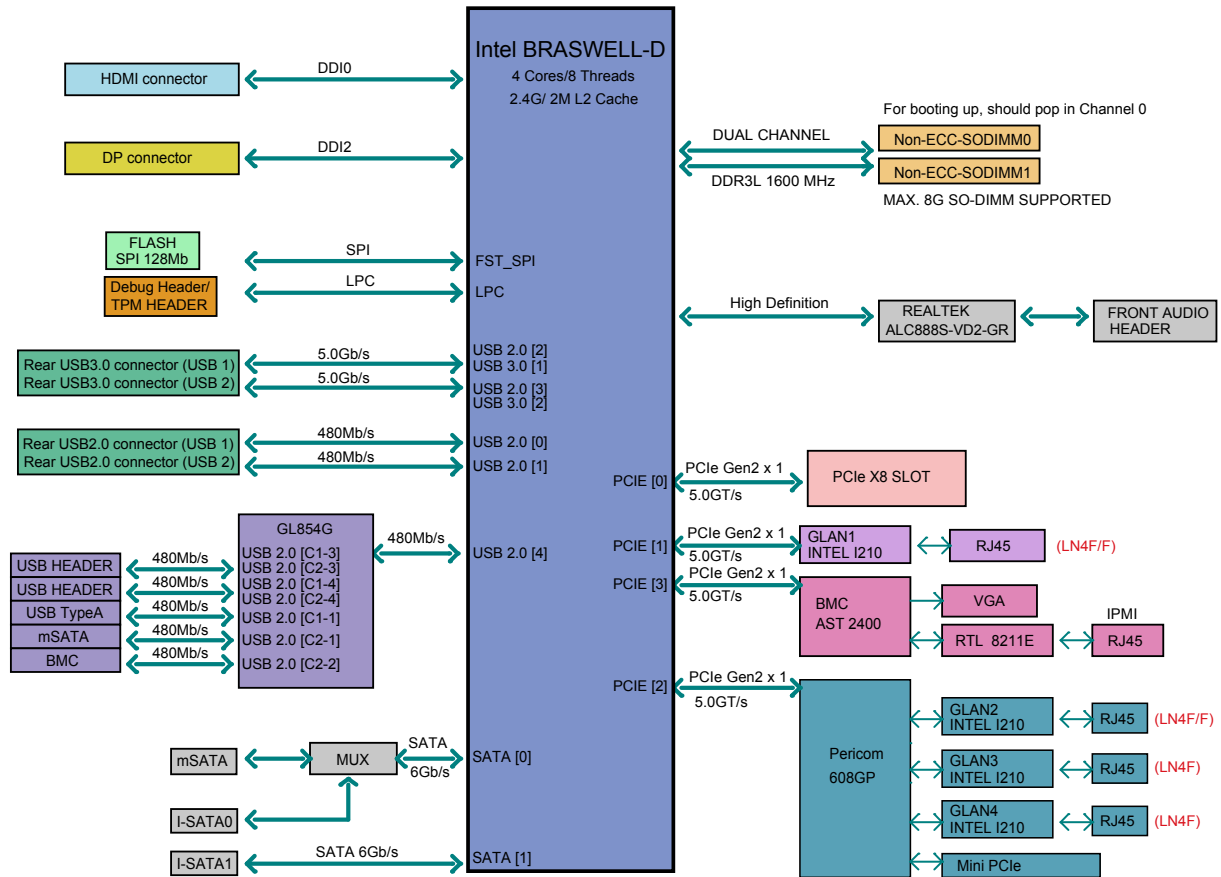 Intel BRASWELL-D
4 Cores/8 Threads
2.4G/ 2M L2 Cache
HDMI connector
DDI0
DP connector
DDI2
For booting up, should pop in Channel 0
DUAL CHANNEL
Non-ECC-SODIMM0
Non-ECC-SODIMM1
DDR3L 1600 MHz
MAX. 8G SO-DIMM SUPPORTED
FLASH
SPI 128Mb
SPI
FST_SPI
Debug Header/
TPM HEADER
LPC
LPC
High Definition
REALTEK
ALC888S-VD2-GR
FRONT AUDIO
HEADER
Rear USB3.0 connector (USB 1)
Rear USB3.0 connector (USB 2)
5.0Gb/s
5.0Gb/s
USB 2.0 [2]
USB 3.0 [1]
USB 2.0 [3]
USB 3.0 [2]
Rear USB2.0 connector (USB 1)
Rear USB2.0 connector (USB 2)
480Mb/s
480Mb/s
USB 2.0 [0]
USB 2.0 [1]
PCIE [0]
PCIe Gen2 x 1
5.0GT/s
PCIe X8 SLOT
GL854G
USB 2.0 [C1-3]
USB 2.0 [C2-3]
USB 2.0 [C1-4]
USB 2.0 [C2-4]
USB 2.0 [C1-1]
USB 2.0 [C2-1]
USB 2.0 [C2-2]
480Mb/s
USB 2.0 [4]
USB HEADER
480Mb/s
USB HEADER
480Mb/s
USB TypeA
480Mb/s
mSATA
480Mb/s
BMC
480Mb/s
PCIE [1]
PCIe Gen2 x 1
5.0GT/s
GLAN1
INTEL I210
RJ45
(LN4F/F)
PCIE [3]
PCIe Gen2 x 1
5.0GT/s
BMC
AST 2400
VGA
RTL 8211E
IPMI
RJ45
PCIE [2]
PCIe Gen2 x 1
5.0GT/s
Pericom
608GP
GLAN2
INTEL I210
RJ45
(LN4F/F)
GLAN3
INTEL I210
RJ45
(LN4F)
GLAN4
INTEL I210
RJ45
(LN4F)
Mini PCIe
mSATA
MUX
SATA
6Gb/s
SATA [0]
I-SATA0
I-SATA1
SATA 6Gb/s
SATA [1]